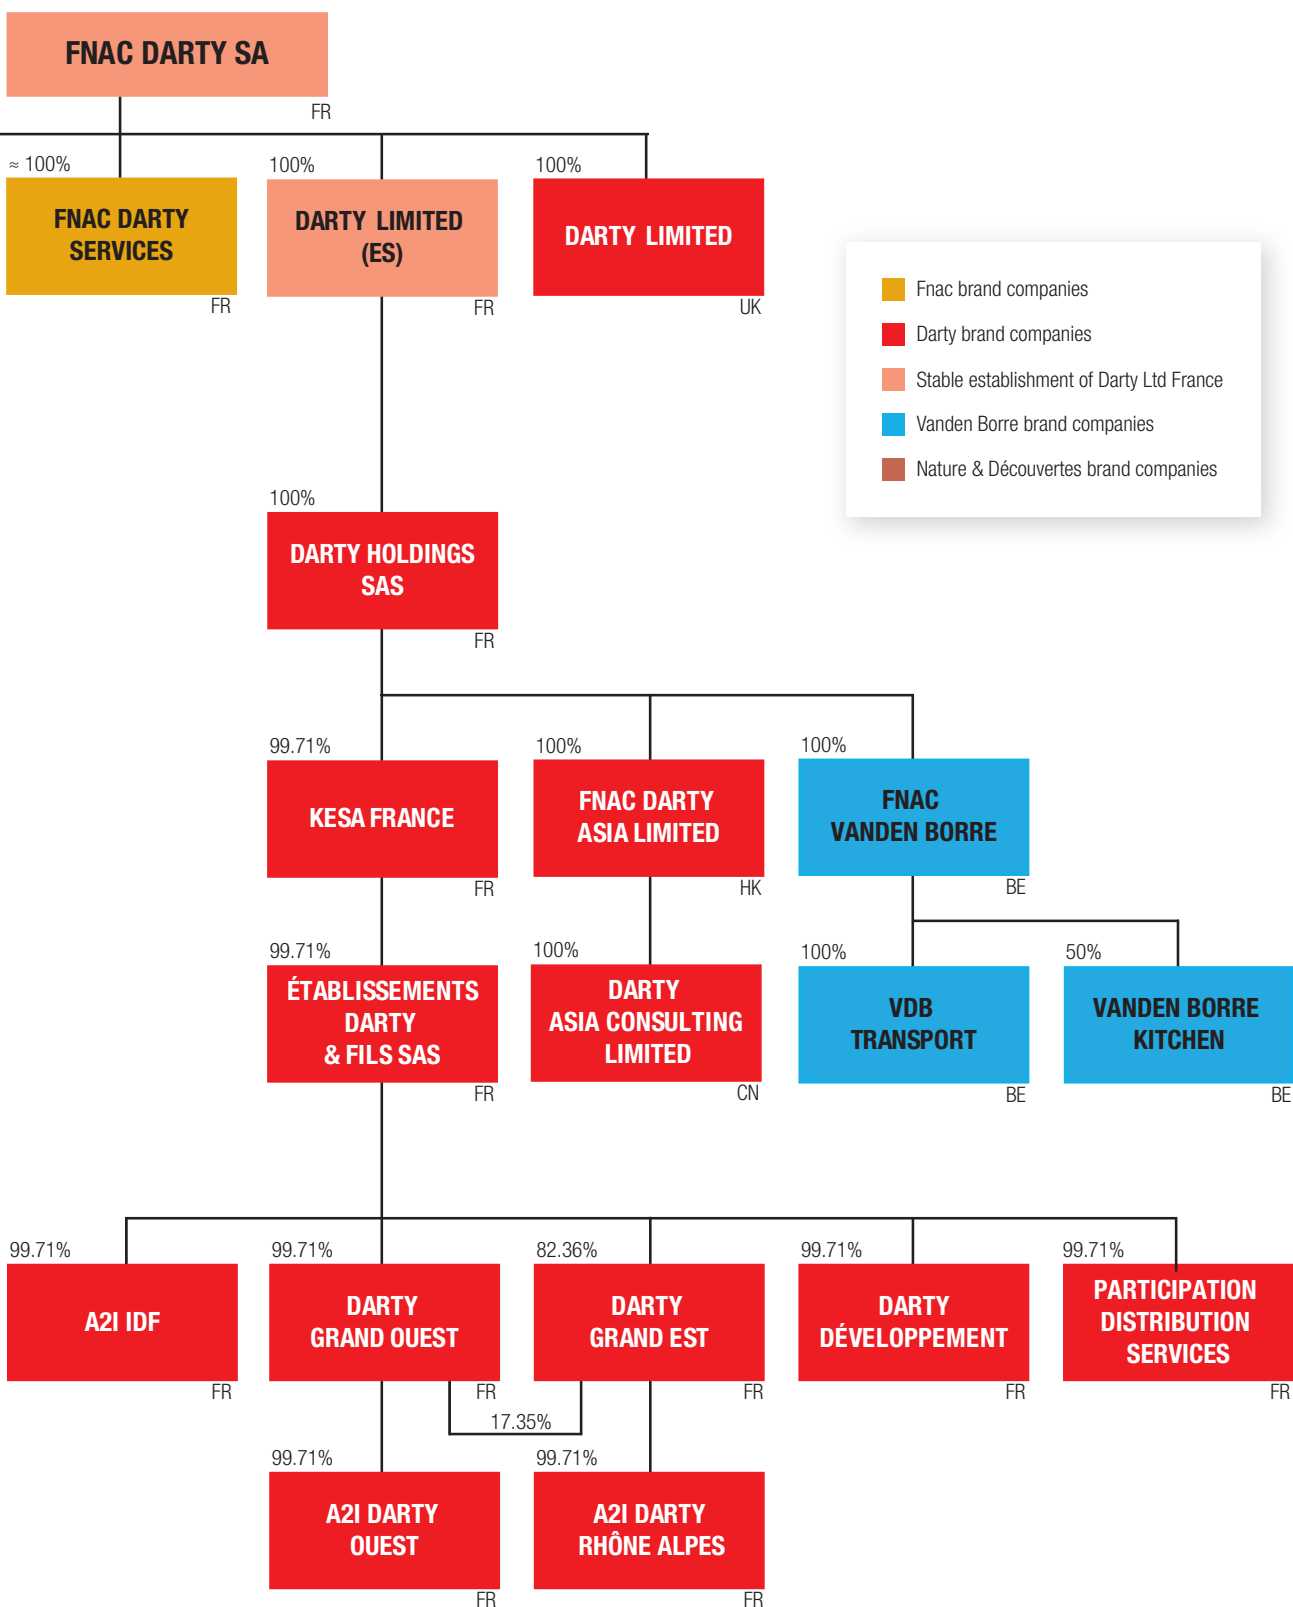 FNAC DARTY SA
FR
≈ 100%
FNAC DARTY
SERVICES
FR
100%
DARTY LIMITED
(ES)
FR
100%
DARTY LIMITED
UK
Fnac brand companies
Darty brand companies
Stable establishment of Darty Ltd France
Vanden Borre brand companies
Nature & Découvertes brand companies
100%
DARTY HOLDINGS
SAS
FR
99.71%
KESA FRANCE
FR
100%
FNAC DARTY
ASIA LIMITED
HK
100%
FNAC
VANDEN BORRE
BE
99.71%
ÉTABLISSEMENTS
DARTY
& FILS SAS
FR
100%
DARTY
ASIA CONSULTING
LIMITED
CN
100%
VDB
TRANSPORT
BE
50%
VANDEN BORRE
KITCHEN
BE
99.71%
A2I IDF
FR
99.71%
DARTY
GRAND OUEST
FR
82.36%
DARTY
GRAND EST
FR
99.71%
DARTY
DÉVELOPPEMENT
FR
99.71%
PARTICIPATION
DISTRIBUTION
SERVICES
FR
17.35%
99.71%
A2I DARTY
OUEST
FR
99.71%
A2I DARTY
RHÔNE ALPES
FR